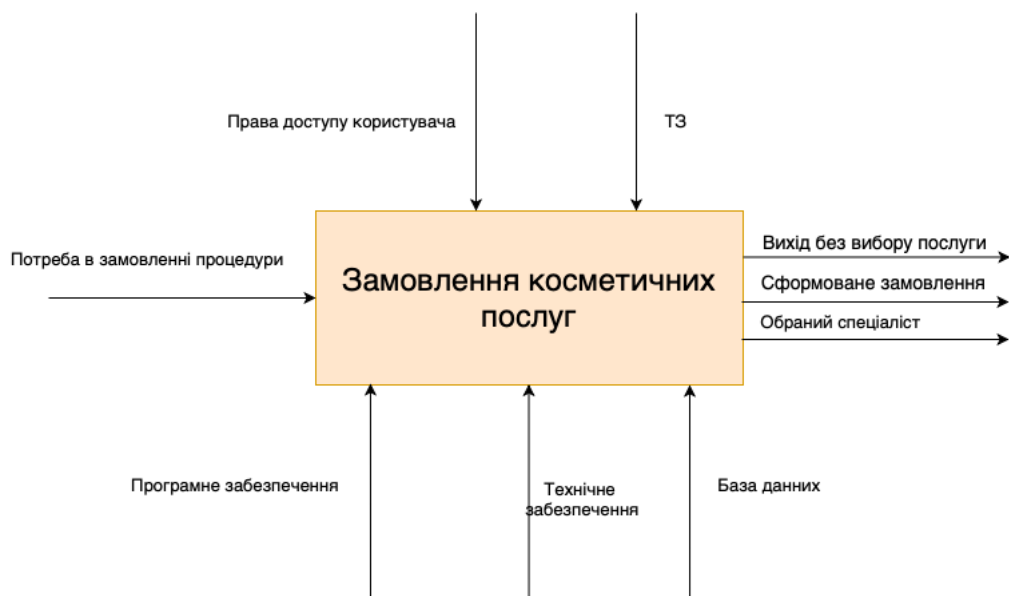 Права доступу користувача
ТЗ
Потреба в замовленні процедури
Замовлення косметичних
послуг
Вихід без вибору послуги
Сформоване замовлення
Обраний спеціаліст
Програмне забезпечення
Технічне
забезпечення
База данних